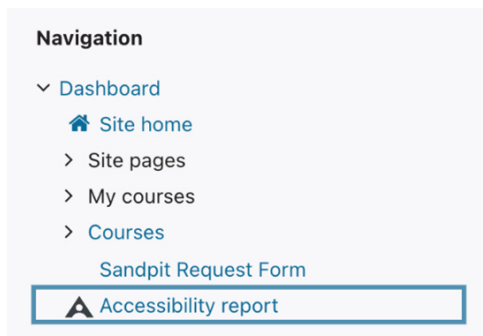 Navigation
Dashboard
Site home
Site pages
My courses
Courses
Sandpit Request Form
Accessibility report